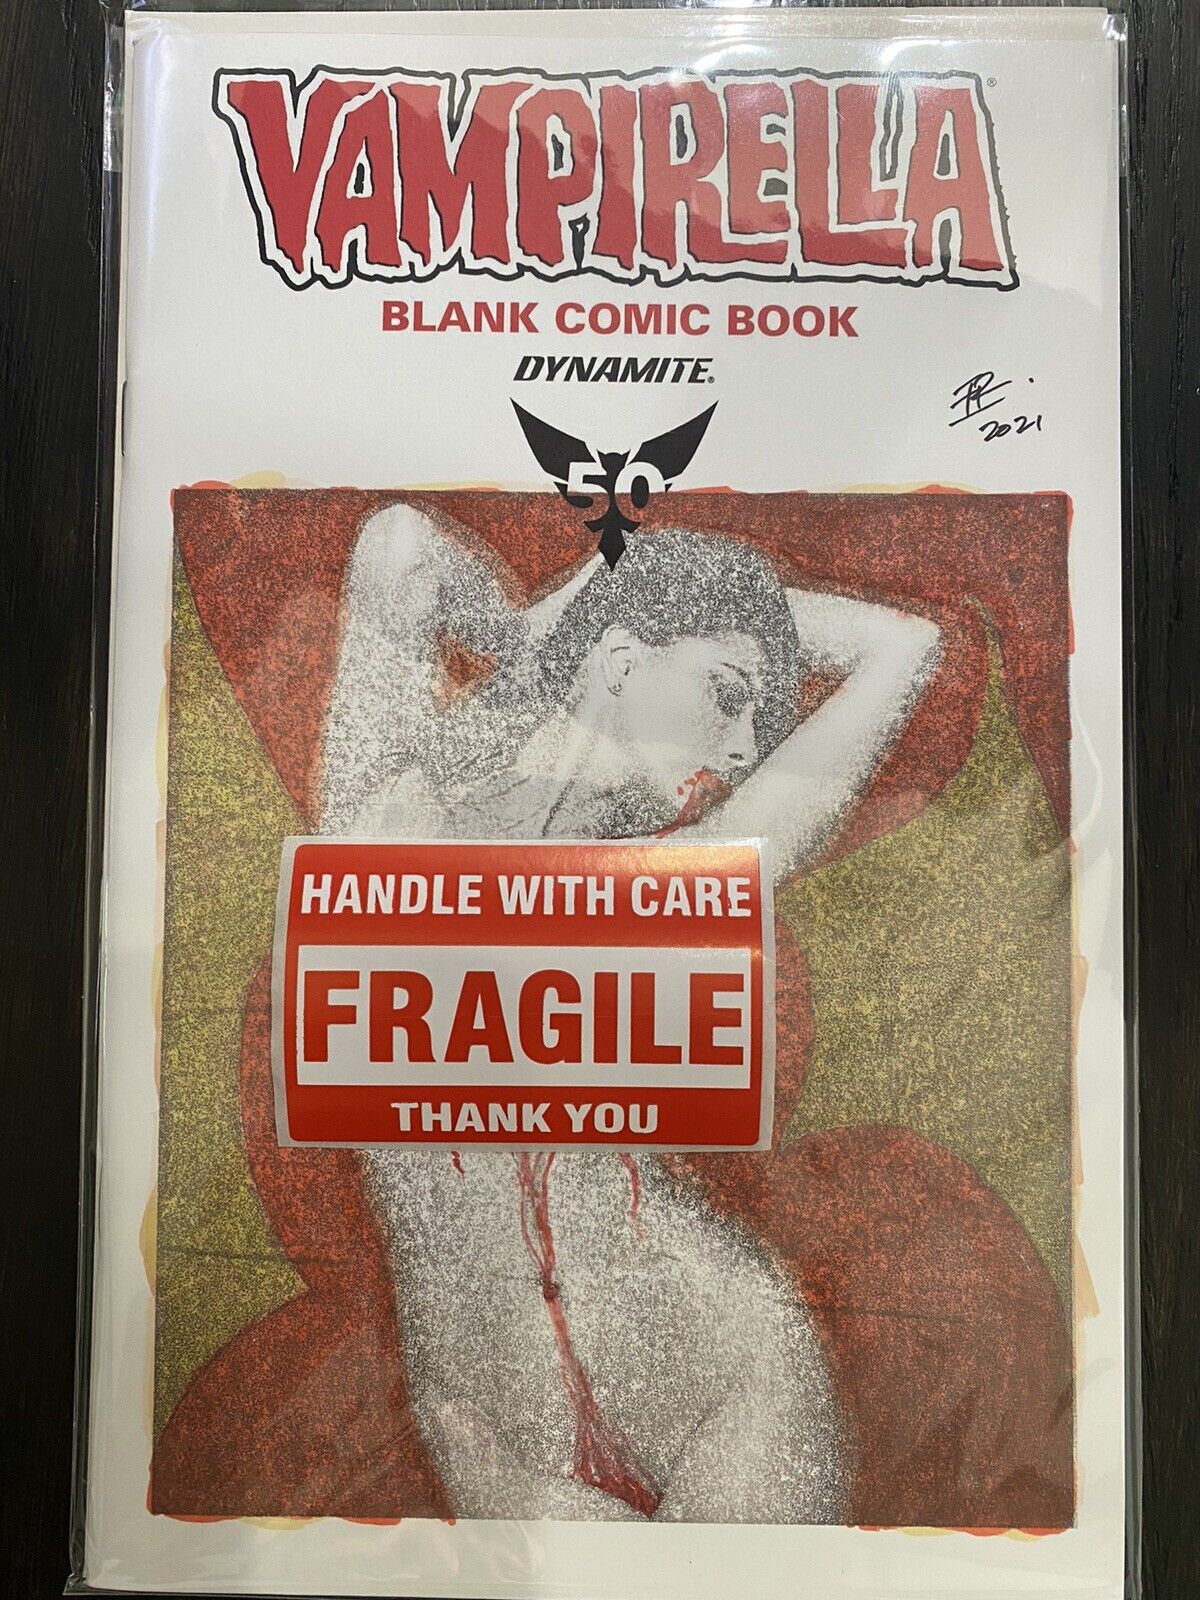 VAMPIRELLA®
BLANK COMIC BOOK
DYNAMITE®
50
2021
HANDLE WITH CARE
FRAGILE
THANK YOU